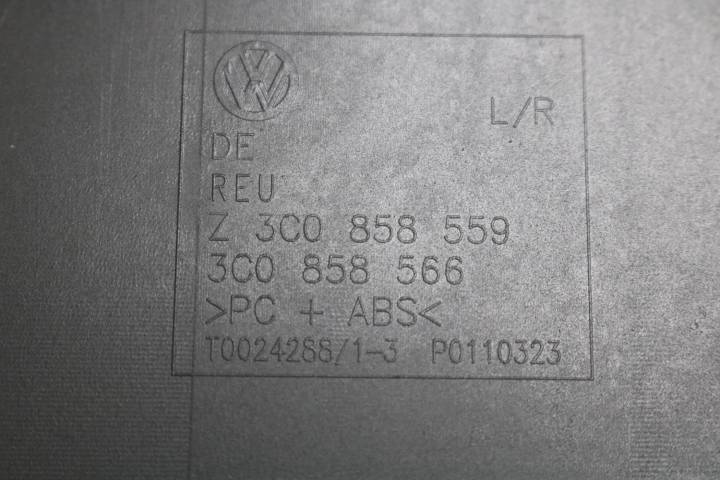 L/R
DE
REU
Z 3C0 858 559
3C0 858 566
>PC + ABS<
T0024288/1-3 P0110323